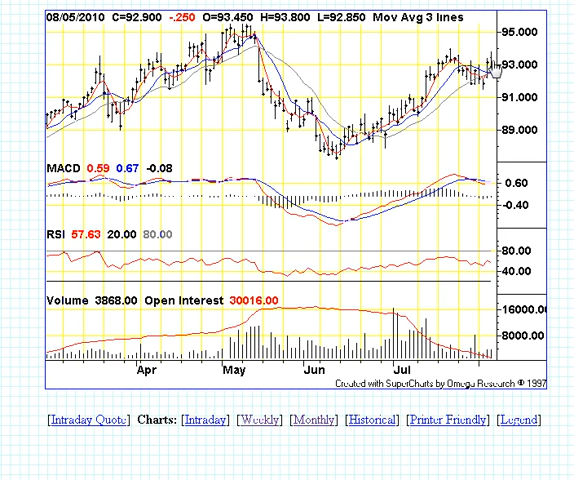 08/05/2010 C=92.900 -.250 O=93.450 H=93.800 L=92.850 Mov Avg 3 lines
95.000
93.000
91.000
89.000
MACD 0.59 0.67 -0.08
0.60
-0.40
RSI 57.63 20.00 80.00
80.00
40.00
Volume 3868.00 Open Interest 30016.00
16000.00
8000.00
Apr May Jun Jul
Created with SuperCharts by Omega Research © 1997
[Intraday Quote] Charts: [Intraday] [Weekly] [Monthly] [Historical] [Printer Friendly] [Legend]